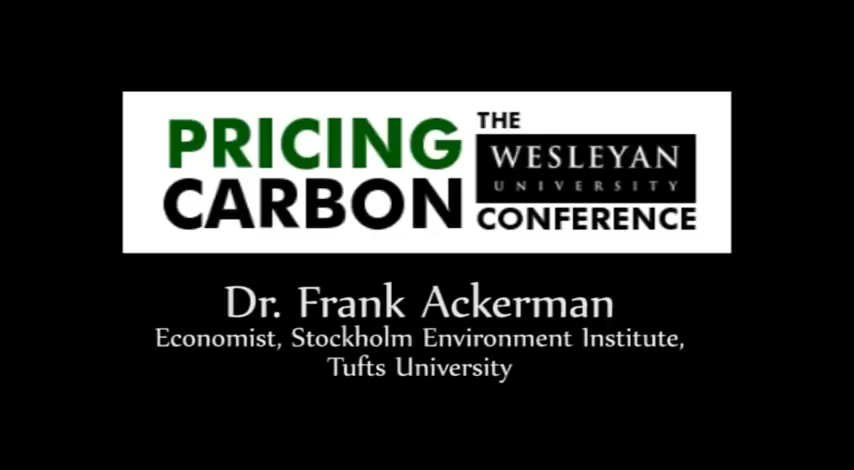 PRICING
CARBON
THE
WESLEYAN
UNIVERSITY
CONFERENCE
Dr. Frank Ackerman
Economist, Stockholm Environment Institute,
Tufts University